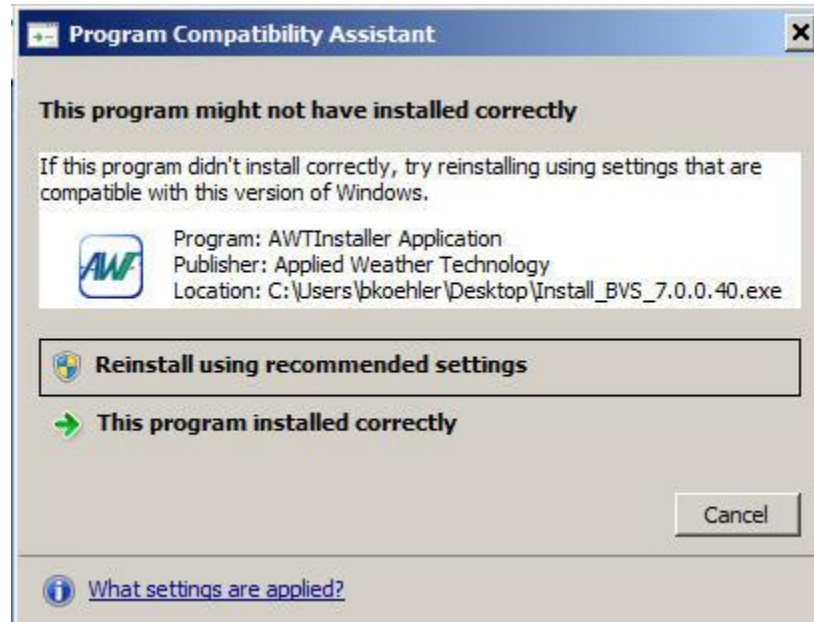 Program Compatibility Assistant
This program might not have installed correctly
If this program didn't install correctly, try reinstalling using settings that are
compatible with this version of Windows.
AWT
Program: AWTInstaller Application
Publisher: Applied Weather Technology
Location: C:\Users\bkoehler\Desktop\Install_BVS_7.0.0.40.exe
Reinstall using recommended settings
This program installed correctly
Cancel
What settings are applied?